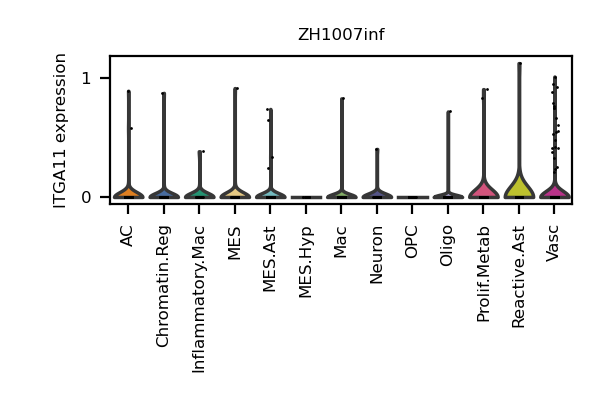 ZH1007inf
ITGA11 expression
1
0
AC
Chromatin.Reg
Inflammatory.Mac
MES
MES.Ast
MES.Hyp
Mac
Neuron
OPC
Oligo
Prolif.Metab
Reactive.Ast
Vasc